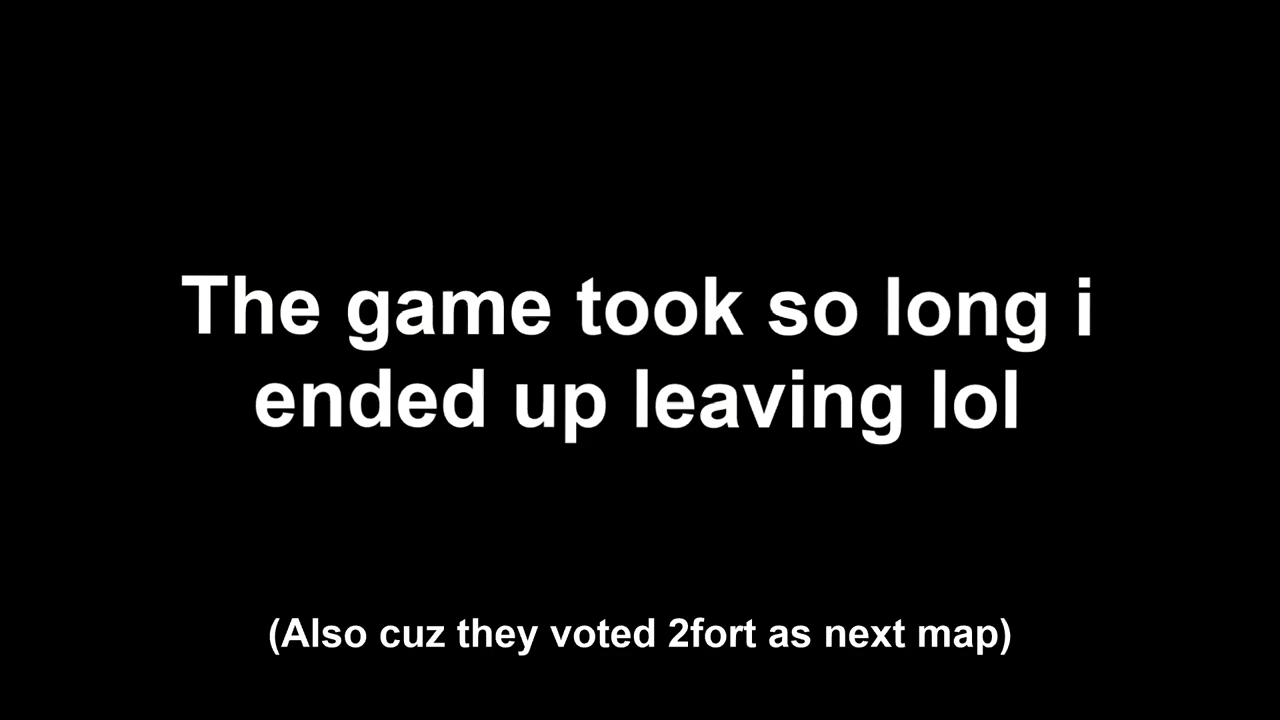 The game took so long i
ended up leaving lol
(Also cuz they voted 2fort as next map)